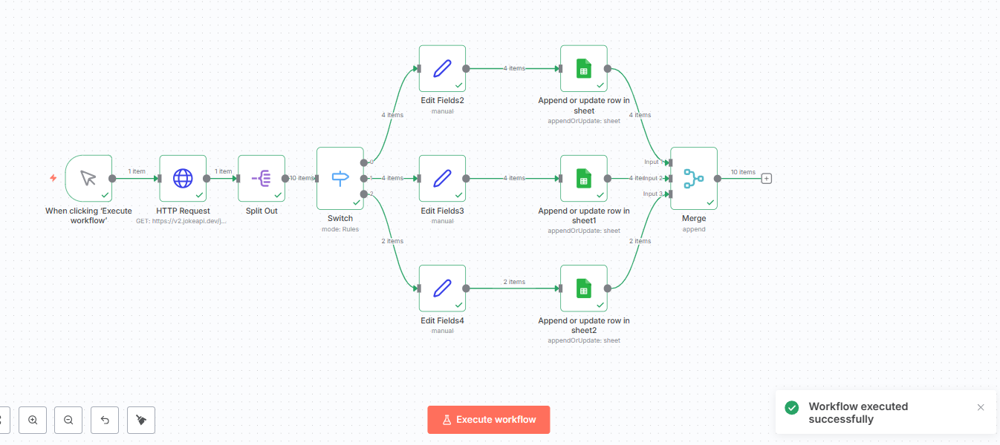 4 items
Edit Fields2
manual
4 items
Append or update row in
sheet
appendOrUpdate: sheet
4 items
When clicking ‘Execute
workflow’
1 item
HTTP Request
GET: https://v2.jokeapi.dev/j...
1 item
Split Out
10 items
0
1
2
Switch
mode: Rules
4 items
Edit Fields3
manual
4 items
Append or update row in
sheet1
appendOrUpdate: sheet
4 items
Input 1
Input 2
Input 3
Merge
append
10 items
2 items
Edit Fields4
manual
2 items
Append or update row in
sheet2
appendOrUpdate: sheet
2 items
Execute workflow
Workflow executed
successfully